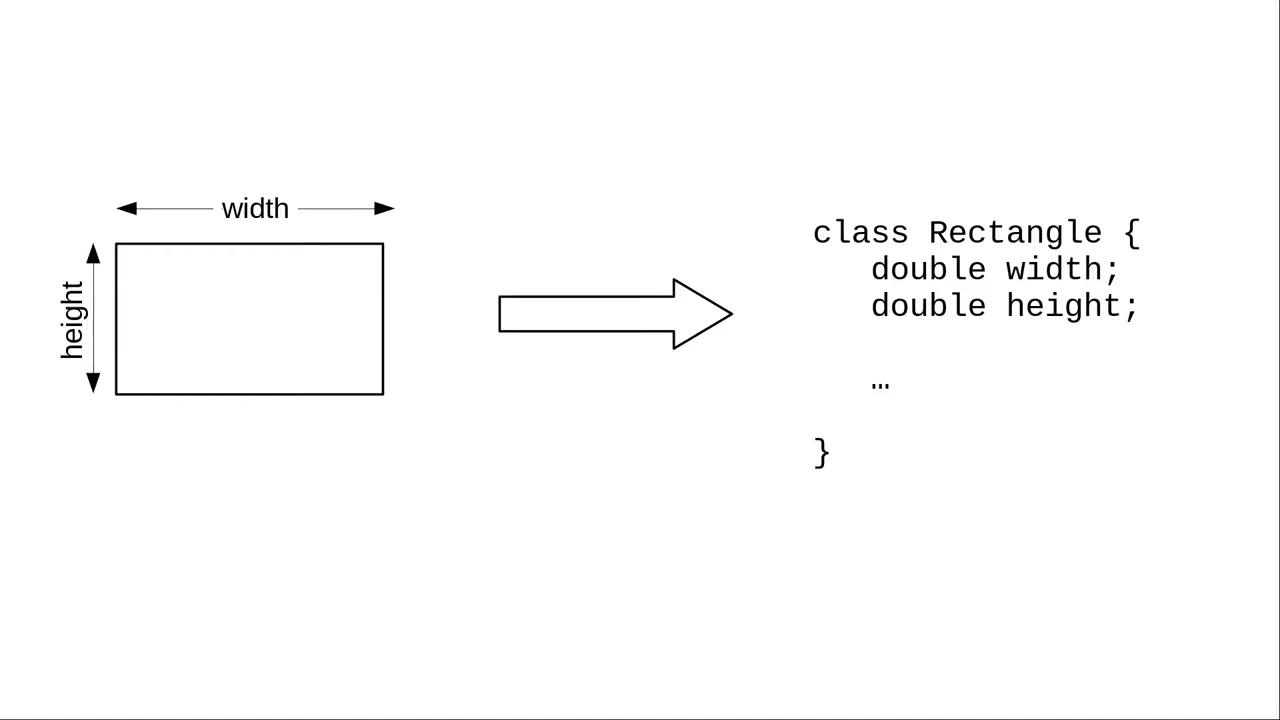 width
height
class Rectangle {
   double width;
   double height;
   …
}